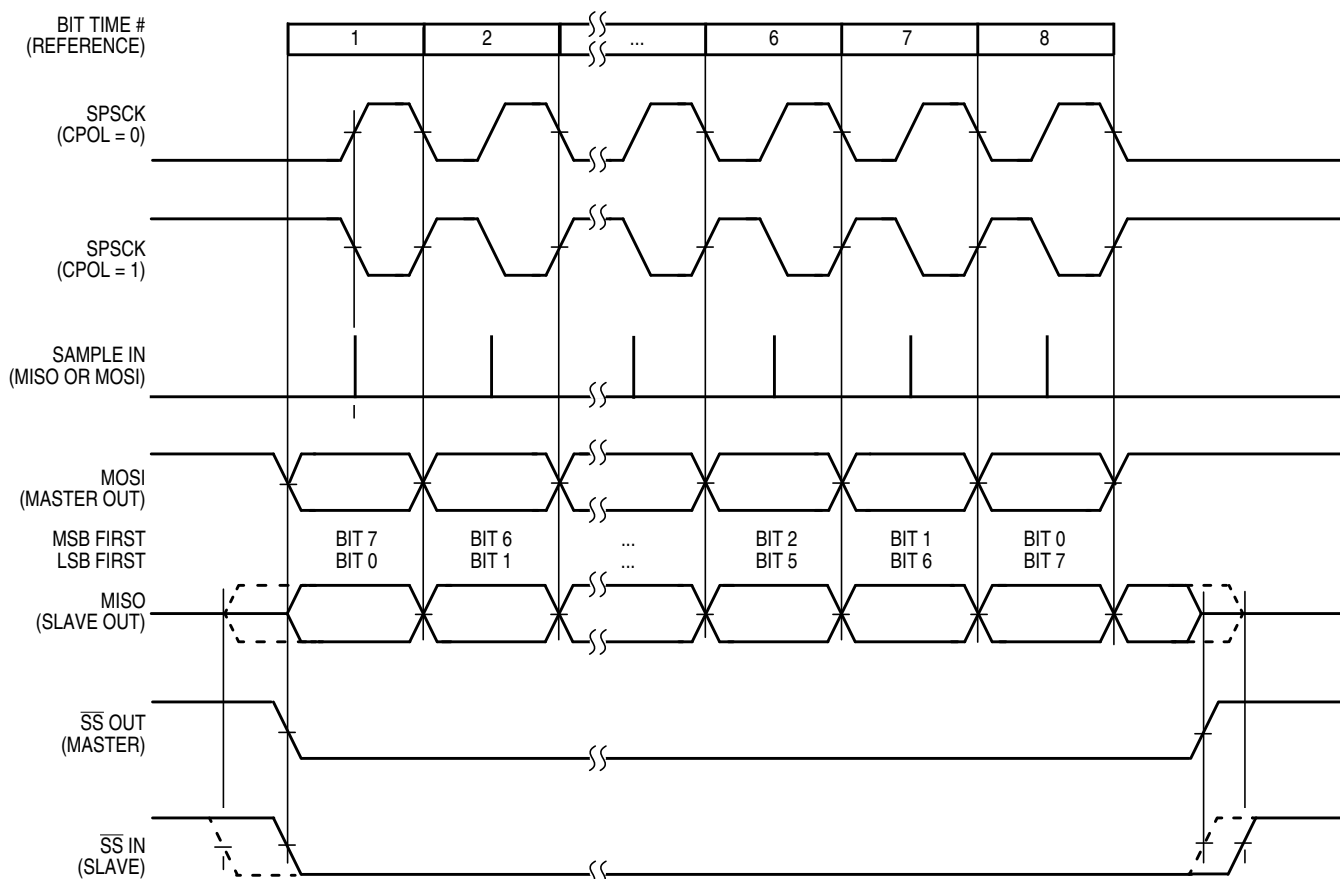 BIT TIME #
(REFERENCE)
1 2 ... 6 7 8
SPSCK
(CPOL = 0)
SPSCK
(CPOL = 1)
SAMPLE IN
(MISO OR MOSI)
MOSI
(MASTER OUT)
MSB FIRST BIT 7 BIT 6 ... BIT 2 BIT 1 BIT 0
LSB FIRST BIT 0 BIT 1 ... BIT 5 BIT 6 BIT 7
MISO
(SLAVE OUT)
S̅S̅ OUT
(MASTER)
S̅S̅ IN
(SLAVE)